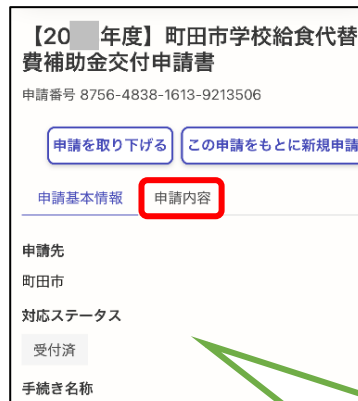 【20 年度】町田市学校給食代替
費補助金交付申請書
申請番号 8756-4838-1613-9213506
申請を取り下げる この申請をもとに新規申請
申請基本情報 申請内容
申請先
町田市
対応ステータス
受付済
手続き名称